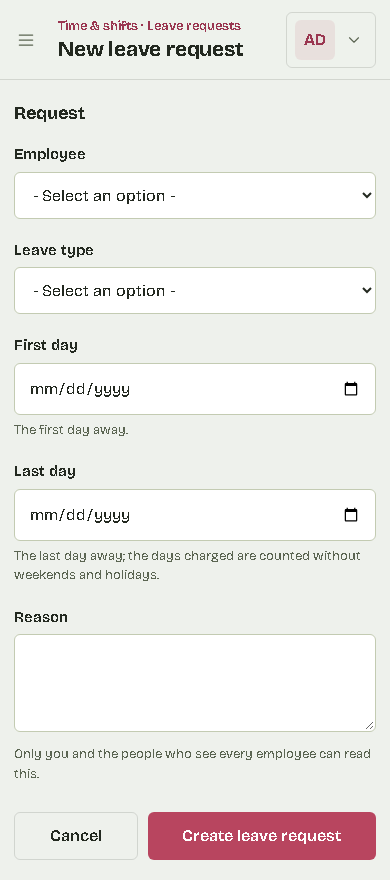 Time & shifts · Leave requests
New leave request
AD
Request
Employee
- Select an option -
Leave type
- Select an option -
First day
mm/dd/yyyy
The first day away.
Last day
mm/dd/yyyy
The last day away; the days charged are counted without
weekends and holidays.
Reason
Only you and the people who see every employee can read
this.
Cancel
Create leave request